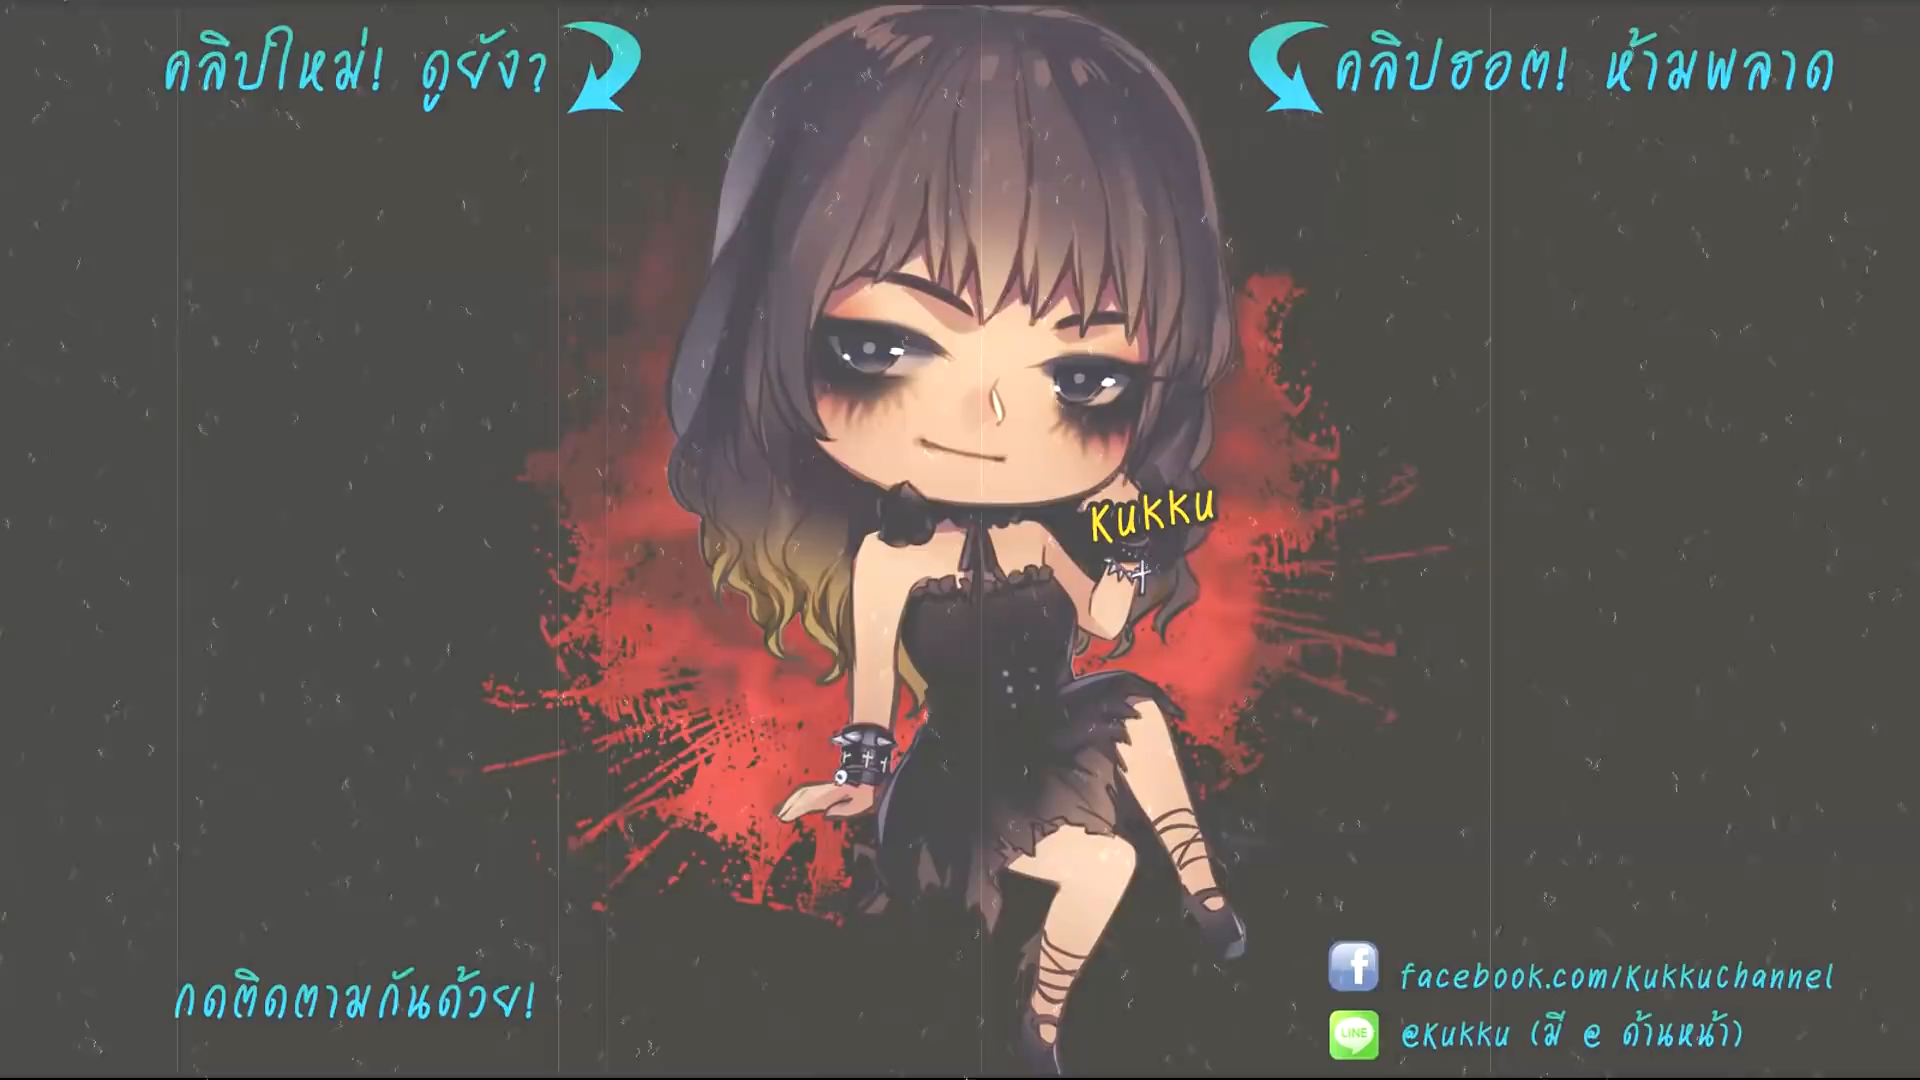 คลิปใหม่! ดูยัง?
คลิปฮอต! ห้ามพลาด
Kukku
กดติดตามกันด้วย!
facebook.com/KukkuChannel
LINE
@Kukku (มี @ ด้านหน้า)